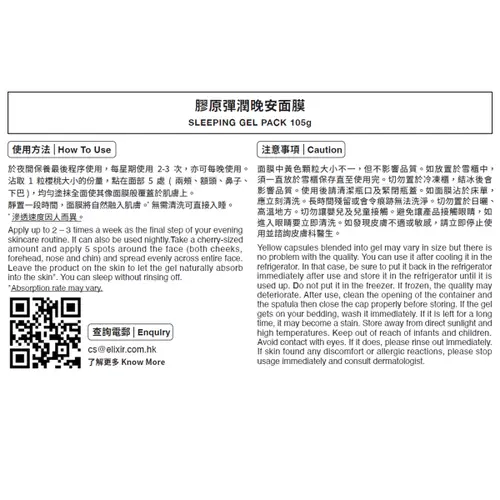 膠原彈潤晚安面膜
SLEEPING GEL PACK 105g
使用方法 | How To Use
於夜間保養最後程序使用，每星期使用 2-3 次，亦可每晚使用。
沾取 1 粒櫻桃大小的份量，點在面部 5 處 ( 兩頰、額頭、鼻子、
下巴 )，均勻塗抹全面使其像面膜般覆蓋於肌膚上。
靜置一段時間，面膜將自然融入肌膚。* 無需清洗可直接入睡。
* 滲透速度因人而異。
Apply up to 2 – 3 times a week as the final step of your evening
skincare routine. It can also be used nightly.Take a cherry-sized
amount and apply 5 spots around the face (both cheeks,
forehead, nose and chin) and spread evenly across entire face.
Leave the product on the skin to let the gel naturally absorb
into the skin*. You can sleep without rinsing off.
*Absorption rate may vary.
查詢電郵 | Enquiry
cs@elixir.com.hk
了解更多 Know More
注意事項 | Caution
面膜中黃色顆粒大小不一，但不影響品質。如放置於雪櫃中，
須一直放於雪櫃保存直至使用完。切勿置於冷凍櫃，結冰後會
影響品質。使用後請清潔瓶口及緊閉瓶蓋。如面膜沾於床單，
應立刻清洗。長時間殘留或會令痕跡無法洗淨。切勿置於日曬、
高溫地方。切勿讓嬰兒及兒童接觸。避免讓產品接觸眼睛，如
進入眼睛要立即清洗。如發現皮膚不適或敏感，請立即停止使
用並諮詢皮膚科醫生。
Yellow capsules blended into gel may vary in size but there is
no problem with the quality. You can use it after cooling it in the
refrigerator. In that case, be sure to put it back in the refrigerator
immediately after use and store it in the refrigerator until it is
used up. Do not put it in the freezer. If frozen, the quality may
deteriorate. After use, clean the opening of the container and
the spatula then close the cap properly before storing. If the gel
gets on your bedding, wash it immediately. If it is left for a long
time, it may become a stain. Store away from direct sunlight and
high temperatures. Keep out of reach of infants and children.
Avoid contact with eyes. If it does, please rinse out immediately.
If skin found any discomfort or allergic reactions, please stop
usage immediately and consult dermatologist.